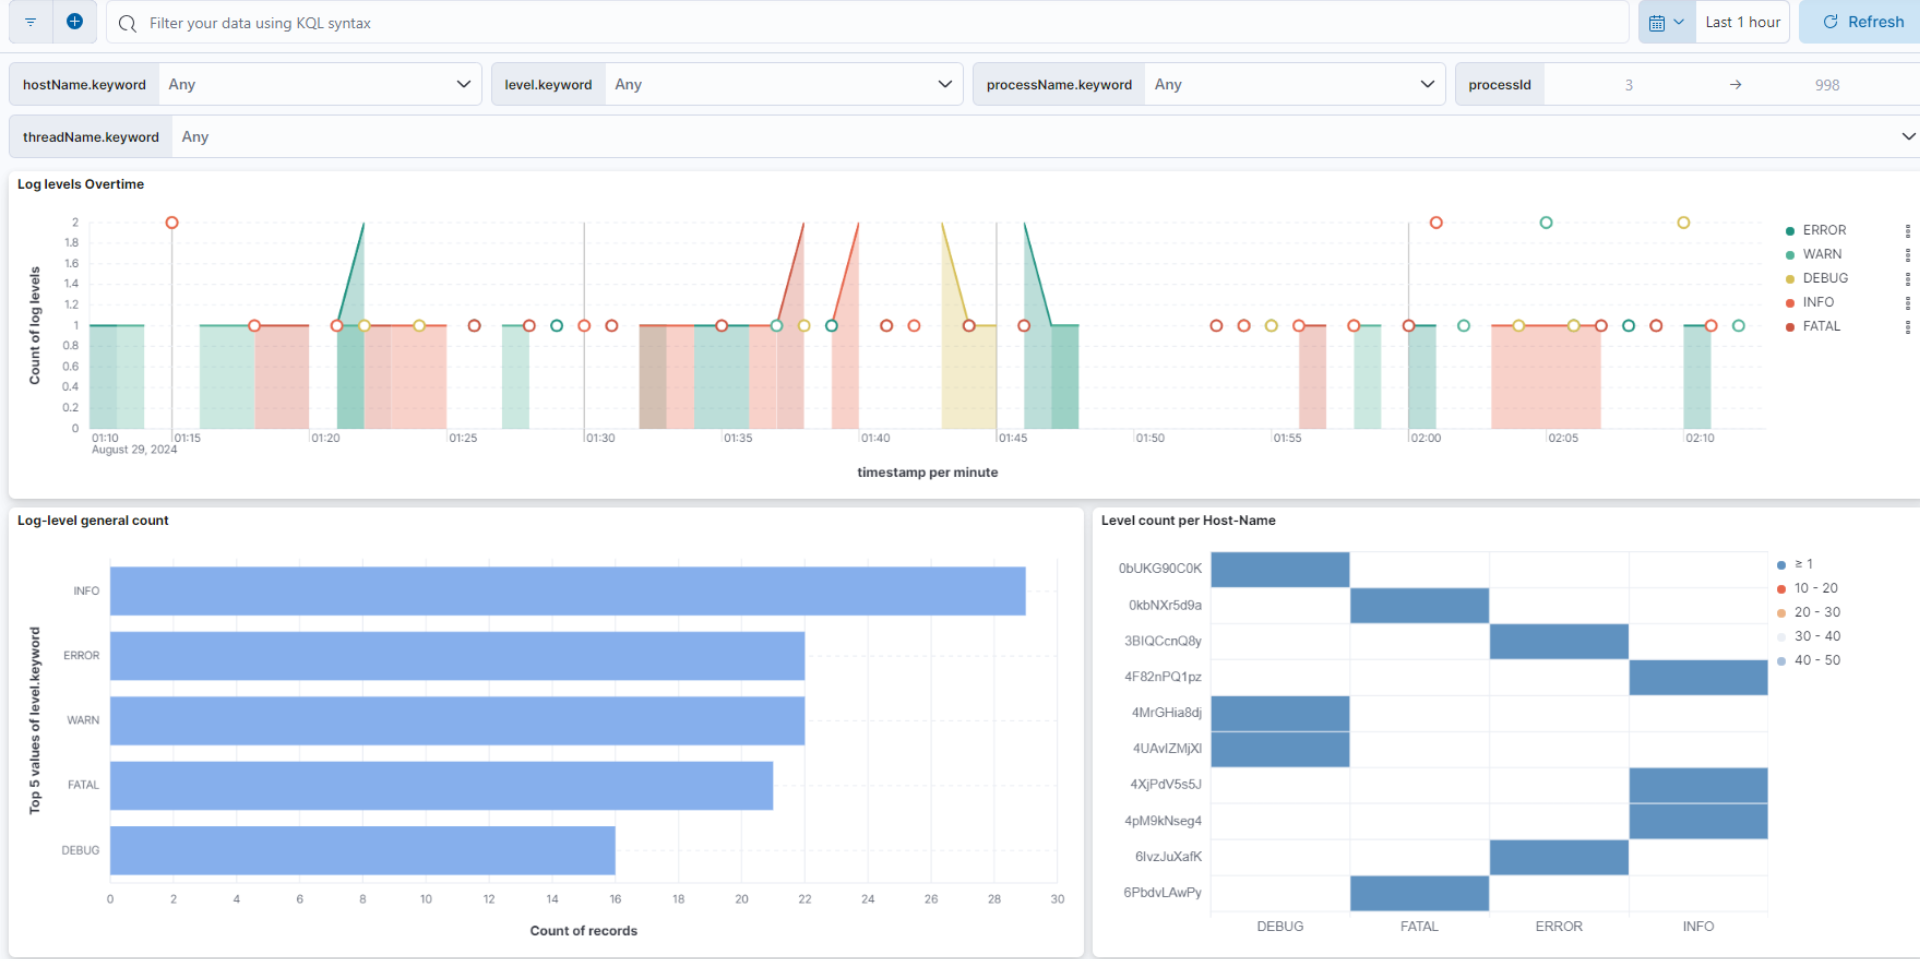 Filter your data using KQL syntax
Last 1 hour
Refresh
hostName.keyword Any
level.keyword Any
processName.keyword Any
processId 3 → 998
threadName.keyword Any
Log levels Overtime
Count of log levels
2
1.8
1.6
1.4
1.2
1
0.8
0.6
0.4
0.2
0
01:10 01:15 01:20 01:25 01:30 01:35 01:40 01:45 01:50 01:55 02:00 02:05 02:10
August 29, 2024
timestamp per minute
ERROR
WARN
DEBUG
INFO
FATAL
Log-level general count
Top 5 values of level.keyword
INFO
ERROR
WARN
FATAL
DEBUG
0 2 4 6 8 10 12 14 16 18 20 22 24 26 28 30
Count of records
Level count per Host-Name
0bUKG90C0K
0kbNXr5d9a
3BIQCcnQ8y
4F82nPQ1pz
4MrGHia8dj
4UAvIZMjXl
4XjPdV5s5J
4pM9kNseg4
6IvzJuXafK
6PbdvLAwPy
DEBUG FATAL ERROR INFO
≥ 1
10 - 20
20 - 30
30 - 40
40 - 50